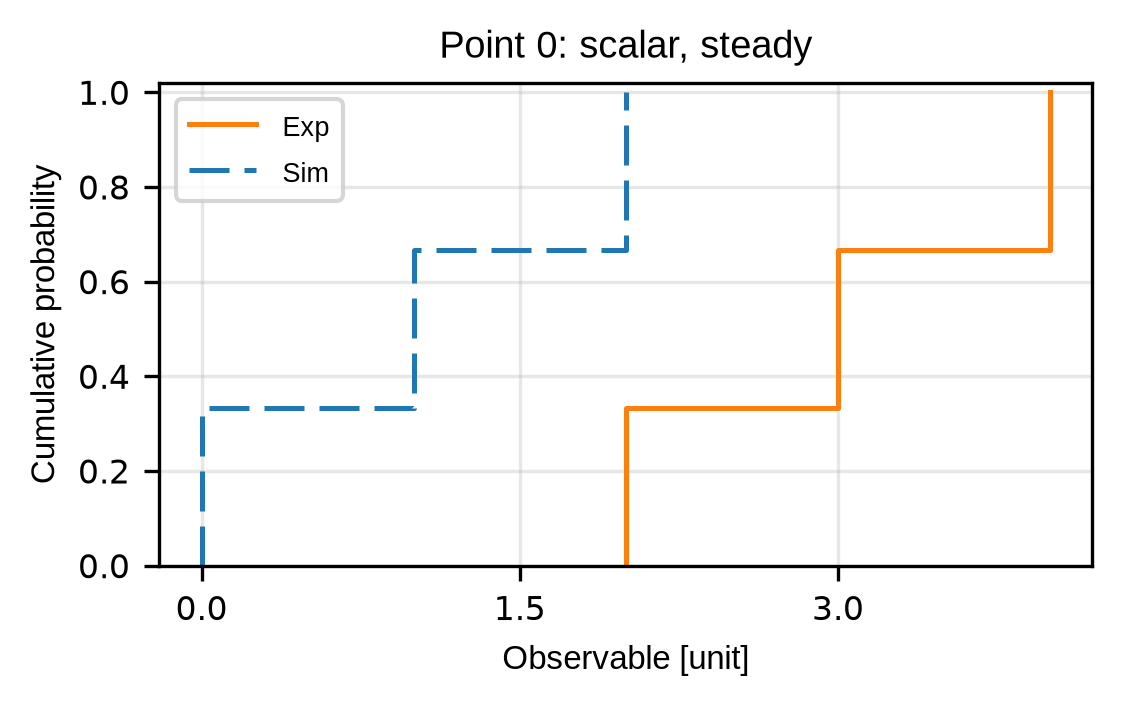 Point 0: scalar, steady
1.0
0.8
0.6
0.4
0.2
0.0
Cumulative probability
Exp
Sim
0.0 1.5 3.0
Observable [unit]